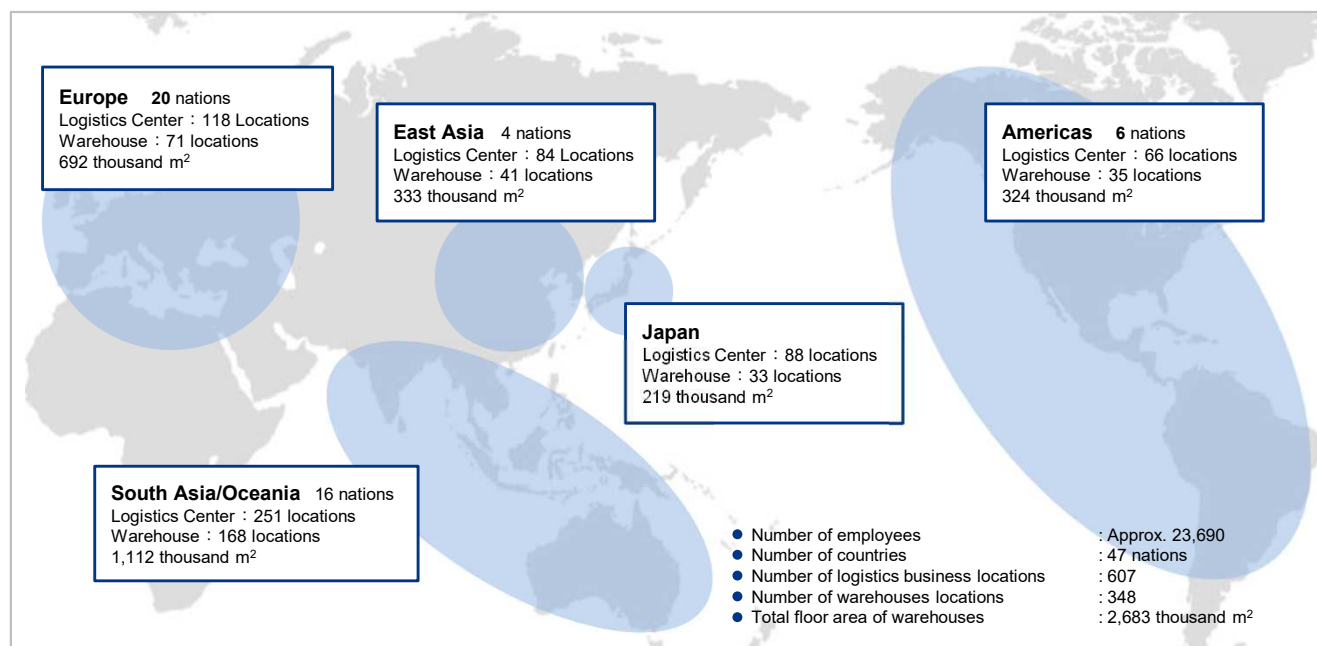 Europe 20 nations
Logistics Center：118 Locations
Warehouse：71 locations
692 thousand m²
East Asia 4 nations
Logistics Center：84 Locations
Warehouse：41 locations
333 thousand m²
Americas 6 nations
Logistics Center：66 locations
Warehouse：35 locations
324 thousand m²
Japan
Logistics Center：88 locations
Warehouse：33 locations
219 thousand m²
South Asia/Oceania 16 nations
Logistics Center：251 locations
Warehouse：168 locations
1,112 thousand m²
● Number of employees : Approx. 23,690
● Number of countries : 47 nations
● Number of logistics business locations : 607
● Number of warehouses locations : 348
● Total floor area of warehouses : 2,683 thousand m²